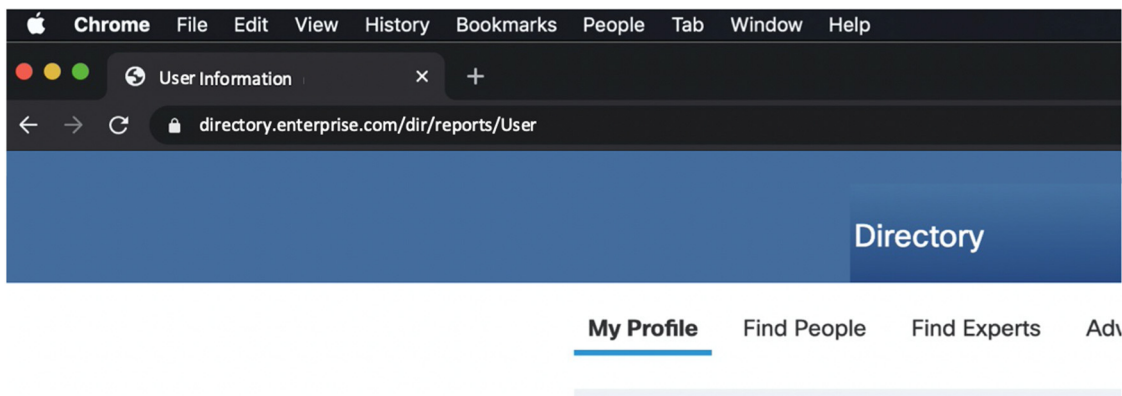 Chrome File Edit View History Bookmarks People Tab Window Help
User Information
directory.enterprise.com/dir/reports/User
Directory
My Profile Find People Find Experts Adv